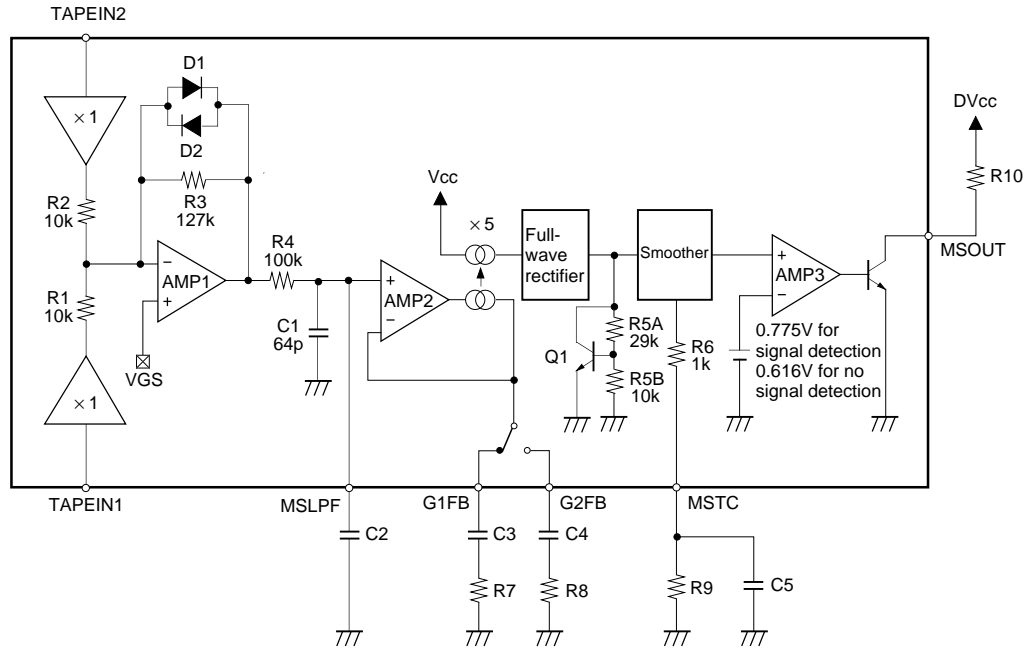 TAPEIN2
D1
× 1
D2
DVcc
R10
Vcc
× 5
R3
127k
R2
10k
Full-
wave
rectifier
Smoother
R4
100k
MSOUT
−
AMP1
+
+
AMP2
−
+
AMP3
−
R1
10k
C1
64p
R5A
29k
Q1
R5B
10k
R6
1k
0.775V for
signal detection
0.616V for no
signal detection
VGS
× 1
TAPEIN1
MSLPF
G1FB
G2FB
MSTC
C2
C3
C4
R7
R8
R9
C5